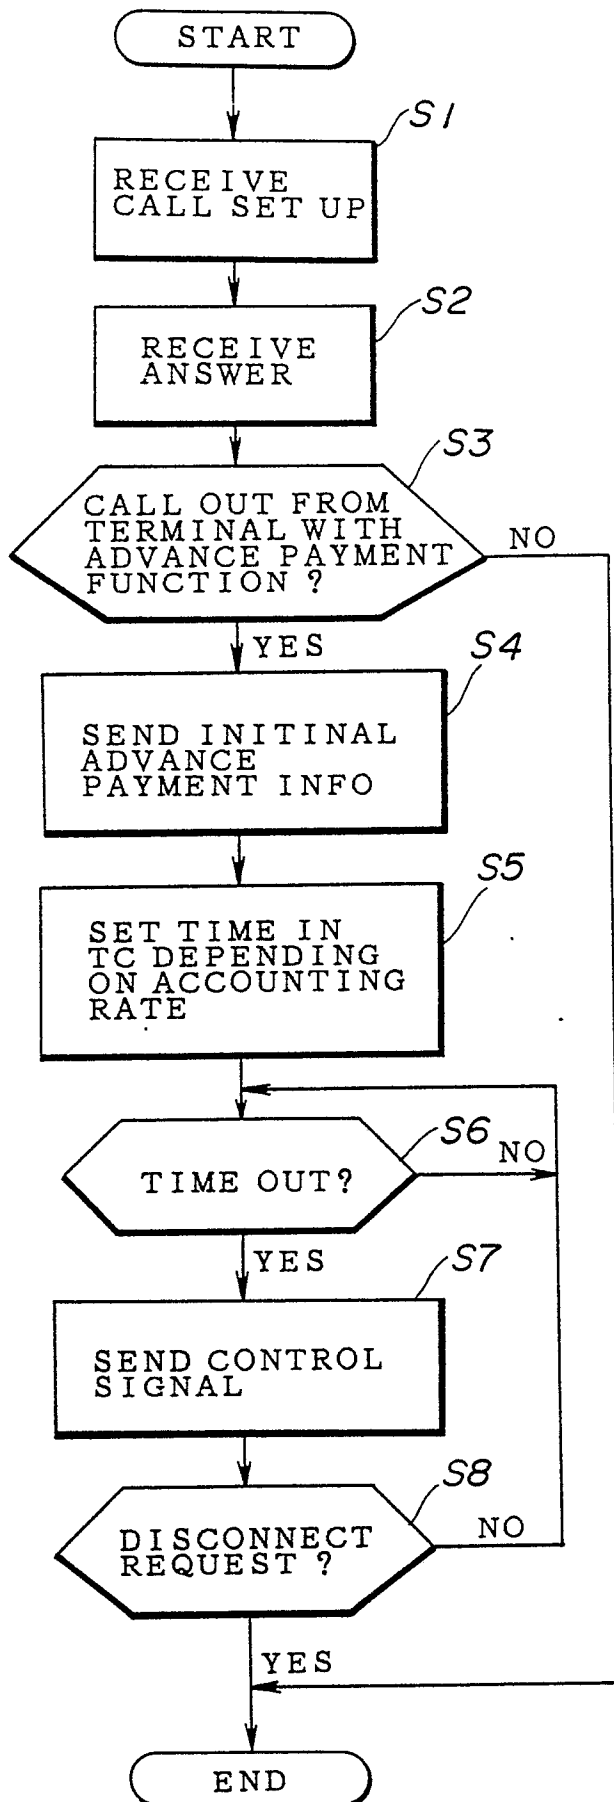 START
S1
RECEIVE
CALL SET UP
S2
RECEIVE
ANSWER
S3
CALL OUT FROM
TERMINAL WITH
ADVANCE PAYMENT
FUNCTION ?
NO
YES
S4
SEND INITINAL
ADVANCE
PAYMENT INFO
S5
SET TIME IN
TC DEPENDING
ON ACCOUNTING
RATE
S6
NO
TIME OUT?
YES
S7
SEND CONTROL
SIGNAL
S8
DISCONNECT
REQUEST ?
NO
YES
END